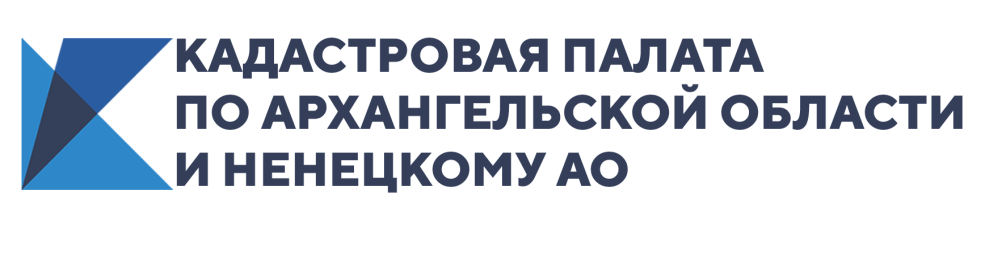 КАДАСТРОВАЯ ПАЛАТА
ПО АРХАНГЕЛЬСКОЙ ОБЛАСТИ
И НЕНЕЦКОМУ АО